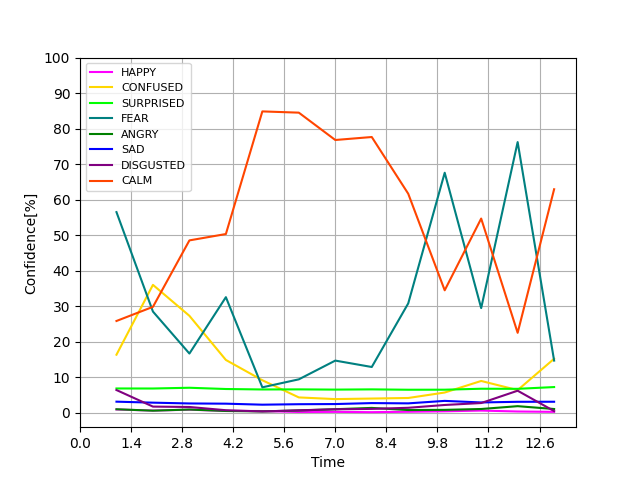 100
90
80
70
60
50
40
30
20
10
0
Confidence[%]
HAPPY
CONFUSED
SURPRISED
FEAR
ANGRY
SAD
DISGUSTED
CALM
0.0 1.4 2.8 4.2 5.6 7.0 8.4 9.8 11.2 12.6
Time